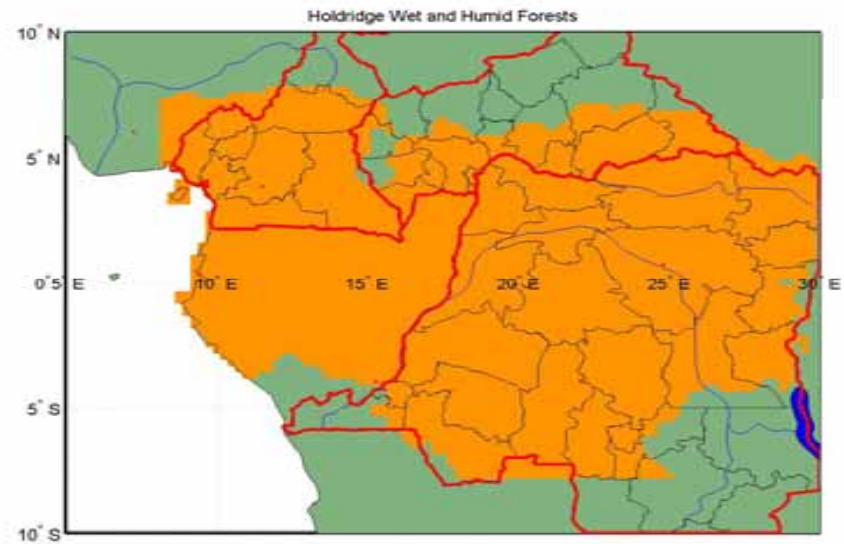 Holdridge Wet and Humid Forests
10° N
5° N
0° 5° E 10° E 15° E 20° E 25° E 30° E
5° S
10° S